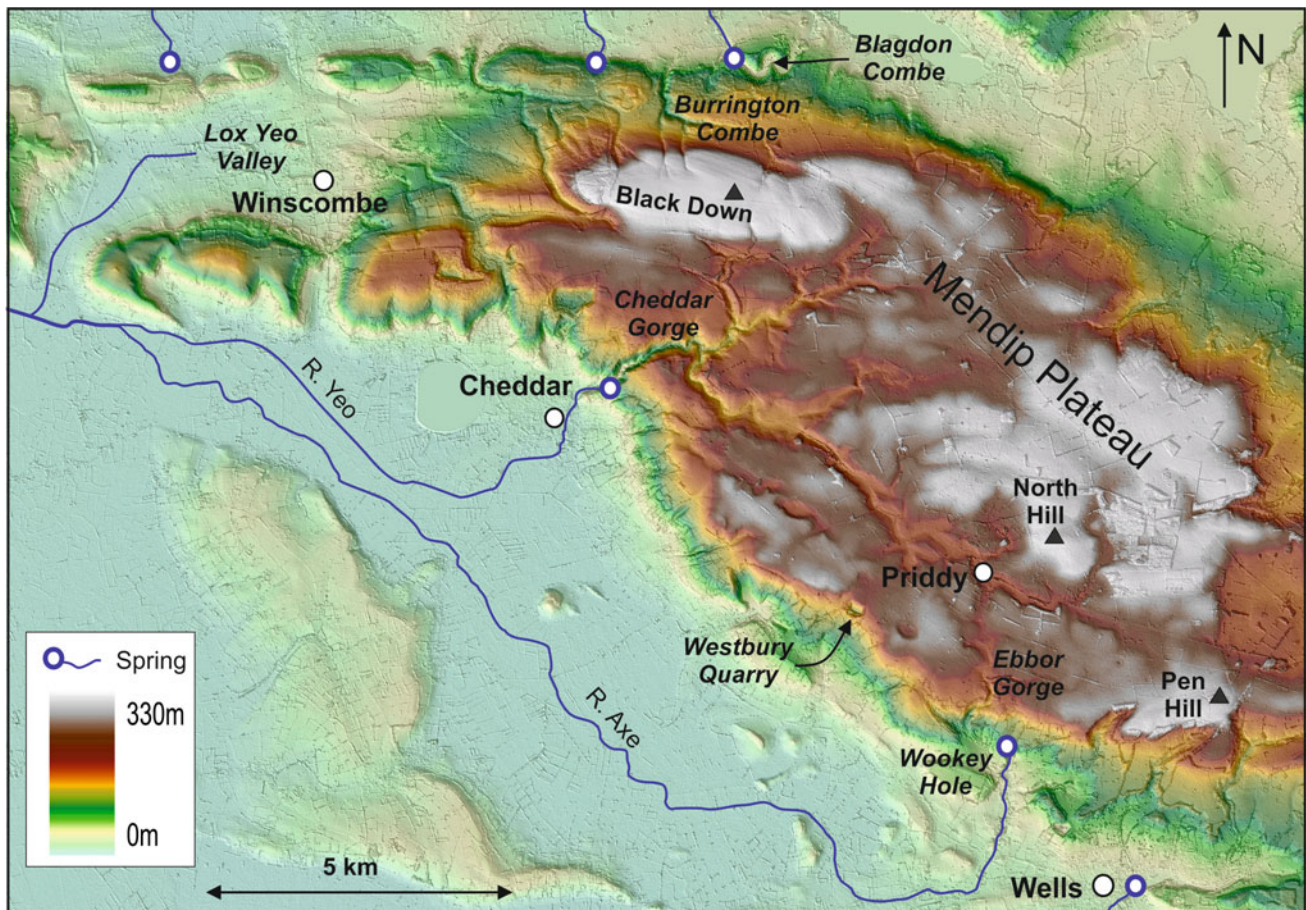 Blagdon
Combe
N
Burrington
Combe
Lox Yeo
Valley
Winscombe
Black Down
Mendip Plateau
Cheddar
Gorge
R. Yeo
Cheddar
North
Hill
Priddy
Westbury
Quarry
Ebbor
Gorge
Pen
Hill
R. Axe
Wookey
Hole
Spring
330m
0m
5 km
Wells